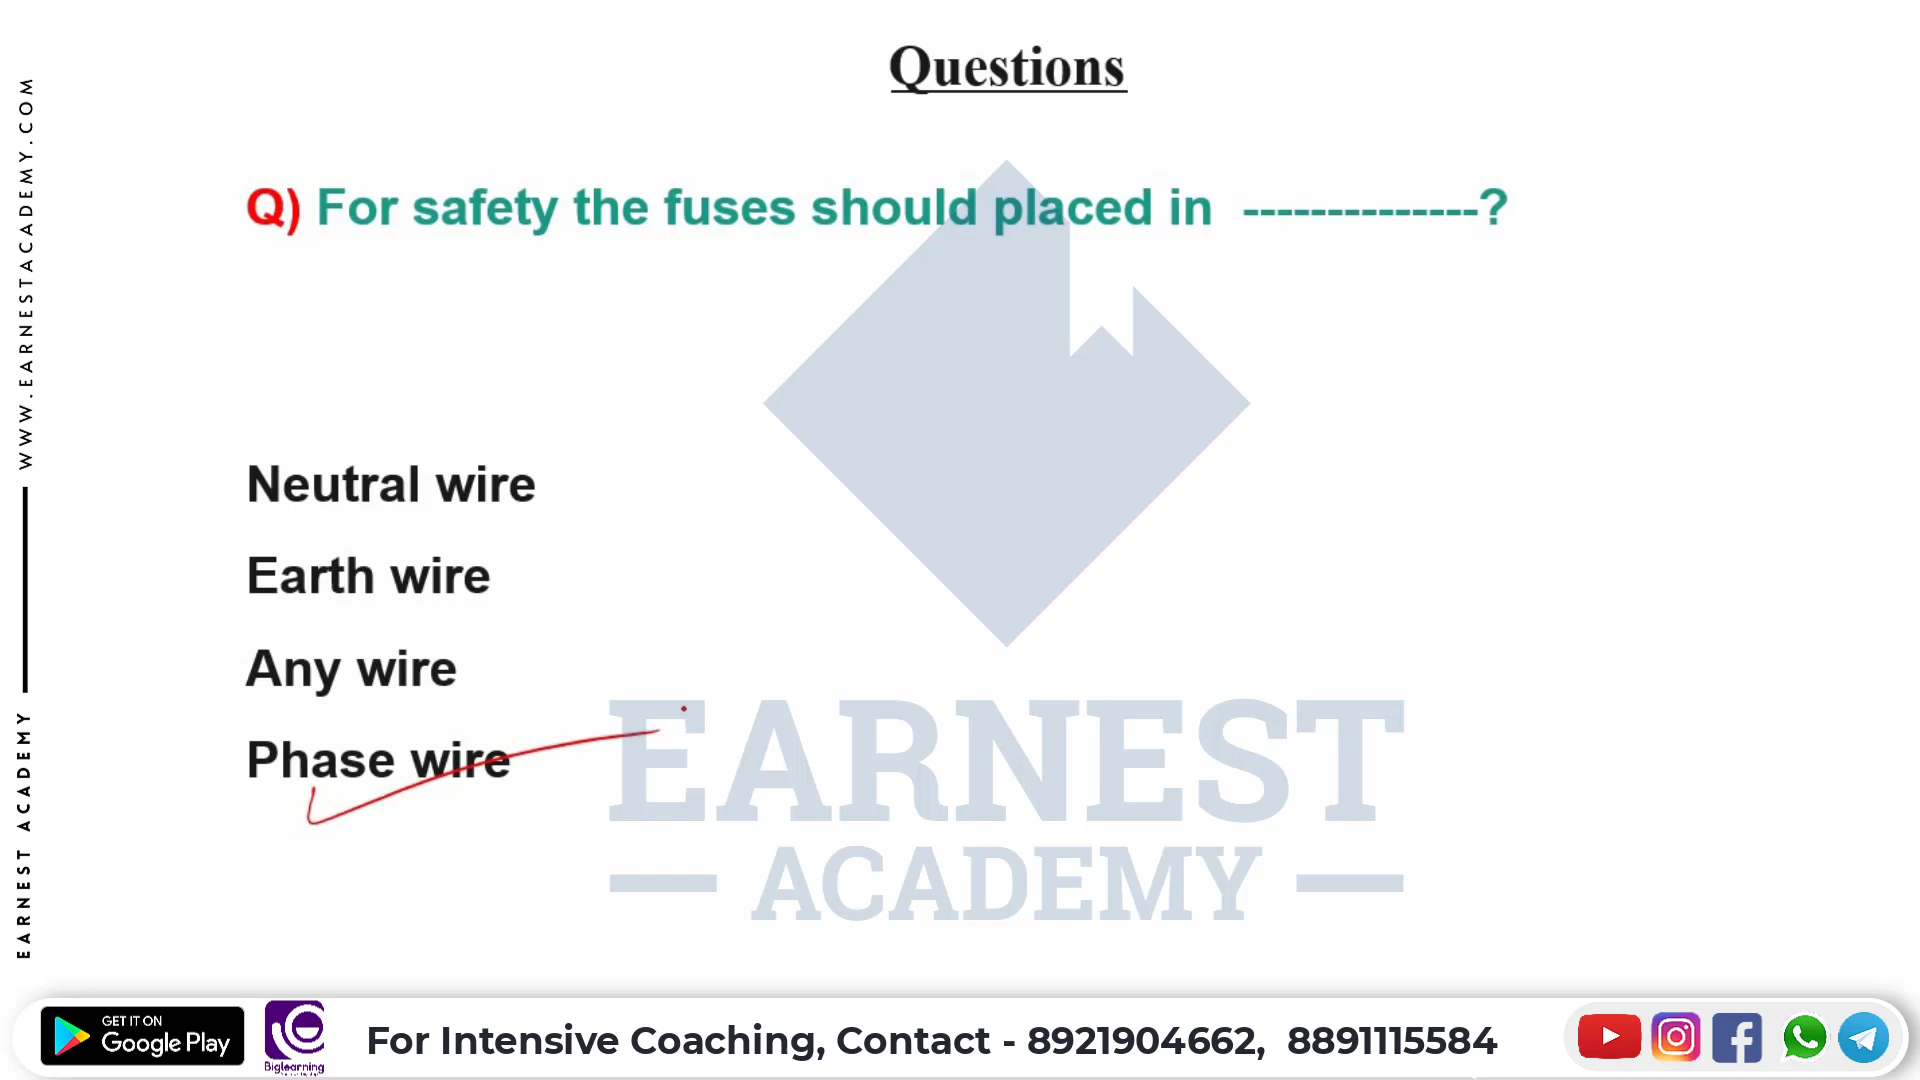 Questions
Q) For safety the fuses should placed in --------------?
Neutral wire
Earth wire
Any wire
Phase wire
EARNEST
ACADEMY
EARNEST ACADEMY
WWW.EARNESTACADEMY.COM
GET IT ON
Google Play
Biglearning
For Intensive Coaching, Contact - 8921904662, 8891115584